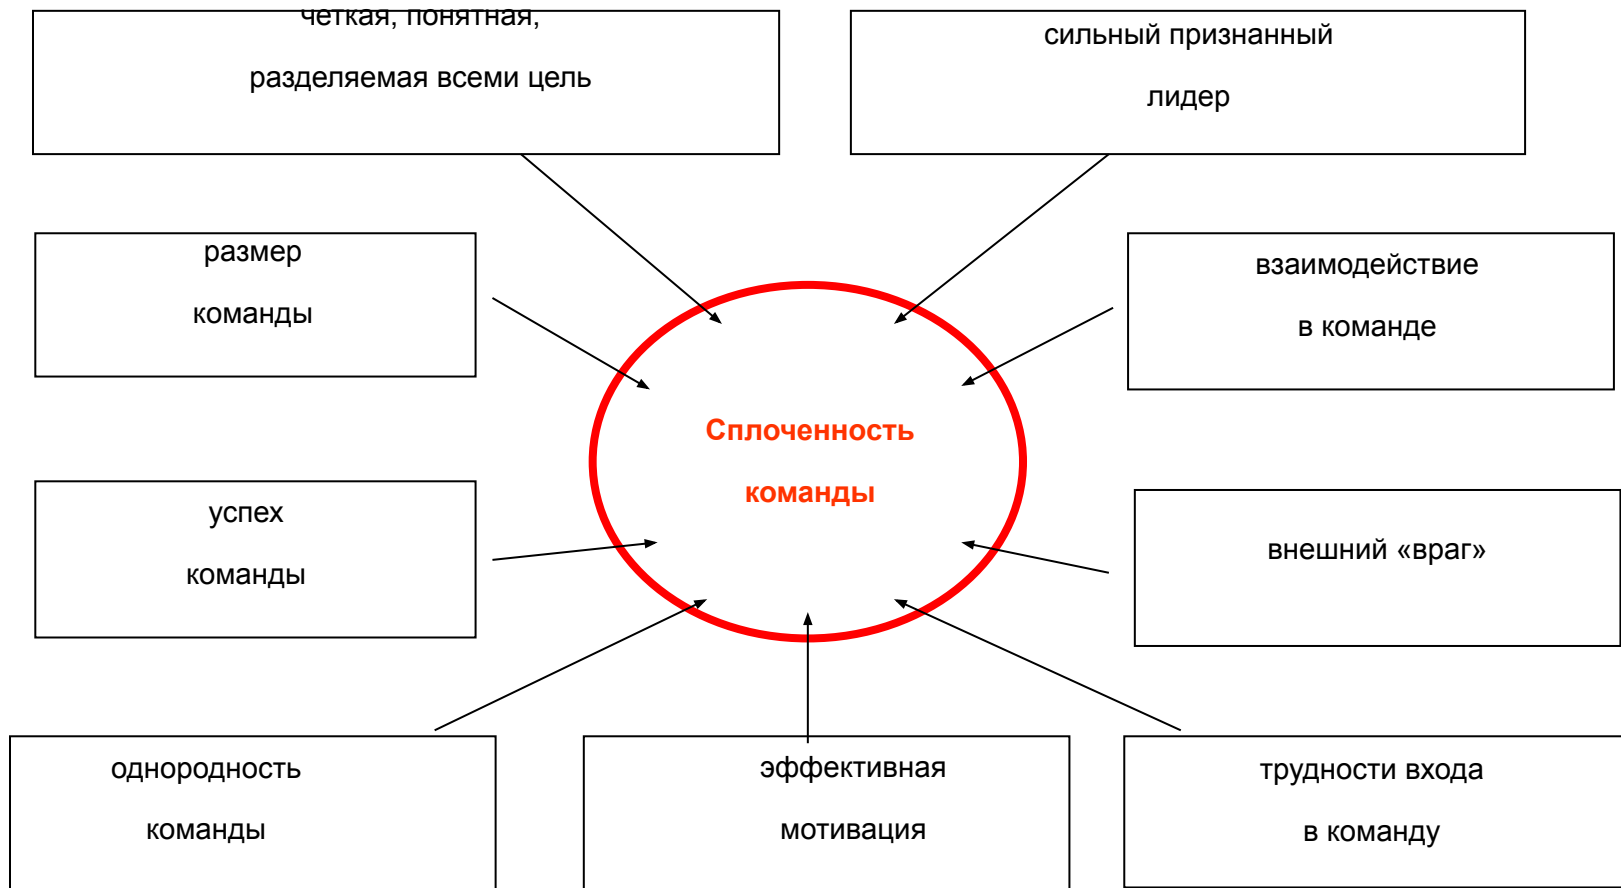 четкая, понятная,
разделяемая всеми цель
сильный признанный
лидер
размер
команды
взаимодействие
в команде
Сплоченность
команды
успех
команды
внешний «враг»
однородность
команды
эффективная
мотивация
трудности входа
в команду